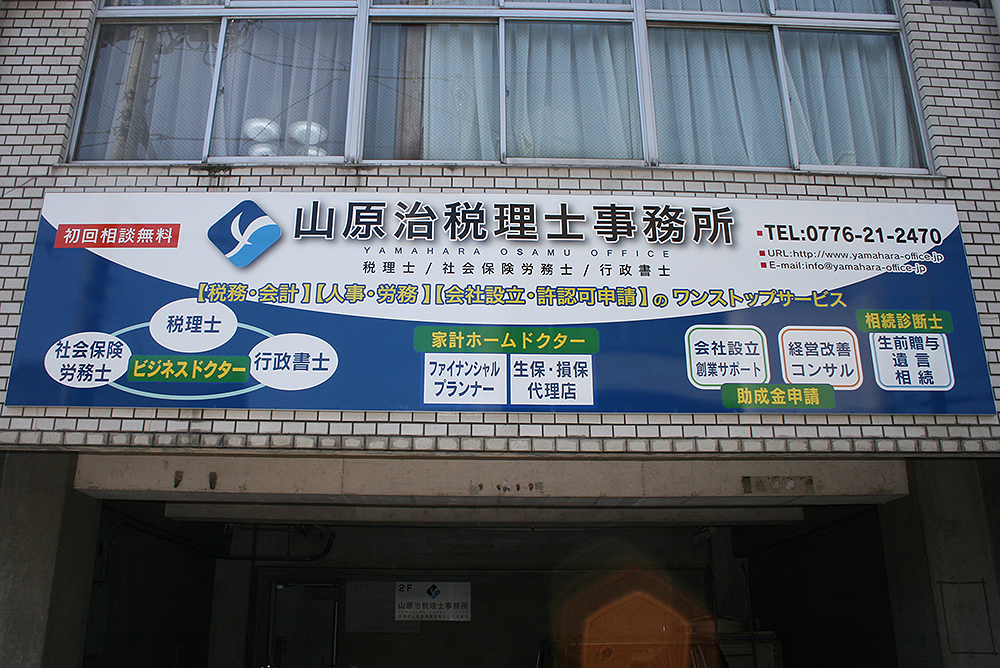 初回相談無料
山原治税理士事務所
YAMAHARA OSAMU OFFICE
税理士/社会保険労務士/行政書士
TEL:0776-21-2470
URL:http://www.yamahara-office.jp
E-mail:info@yamahara-office.jp
【税務・会計】【人事・労務】【会社設立・許認可申請】のワンストップサービス
税理士
社会保険
労務士
ビジネスドクター
行政書士
家計ホームドクター
ファイナンシャル
プランナー
生保・損保
代理店
会社設立
創業サポート
経営改善
コンサル
助成金申請
相続診断士
生前贈与
遺言
相続
2F
山原治税理士事務所